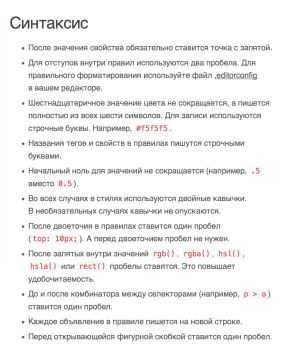 Синтаксис
После значения свойства обязательно ставится точка с запятой.
Для отступов внутри правил используются два пробела. Для
правильного форматирования используйте файл .editorconfig
в вашем редакторе.
Шестнадцатеричное значение цвета не сокращается, а пишется
полностью из всех шести символов. Для записи используются
строчные буквы. Например, #f5f5f5.
Названия тегов и свойств в правилах пишутся строчными
буквами.
Начальный ноль для значений не сокращается (например, .5
вместо 0.5).
Во всех случаях в стилях используются двойные кавычки.
В необязательных случаях кавычки не опускаются.
После двоеточия в правилах ставится один пробел
(top: 10px;). А перед двоеточием пробел не нужен.
После запятых внутри значений rgb(), rgba(), hsl(),
hsla() или rect() пробелы ставятся. Это повышает
удобочитаемость.
До и после комбинатора между селекторами (например, p > a)
ставится один пробел.
Каждое объявление в правиле пишется на новой строке.
Перед открывающейся фигурной скобкой ставится один пробел.